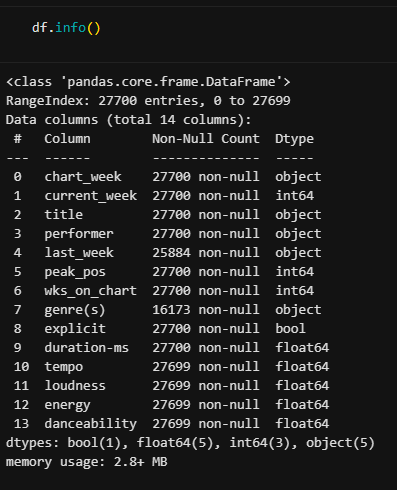 df.info()
<class 'pandas.core.frame.DataFrame'>
RangeIndex: 27700 entries, 0 to 27699
Data columns (total 14 columns):
 #   Column        Non-Null Count  Dtype
---  ------        --------------  -----
 0   chart_week    27700 non-null  object
 1   current_week  27700 non-null  int64
 2   title         27700 non-null  object
 3   performer     27700 non-null  object
 4   last_week     25884 non-null  object
 5   peak_pos      27700 non-null  int64
 6   wks_on_chart  27700 non-null  int64
 7   genre(s)      16173 non-null  object
 8   explicit      27700 non-null  bool
 9   duration-ms   27700 non-null  float64
 10  tempo         27699 non-null  float64
 11  loudness      27699 non-null  float64
 12  energy        27699 non-null  float64
 13  danceability  27699 non-null  float64
dtypes: bool(1), float64(5), int64(3), object(5)
memory usage: 2.8+ MB